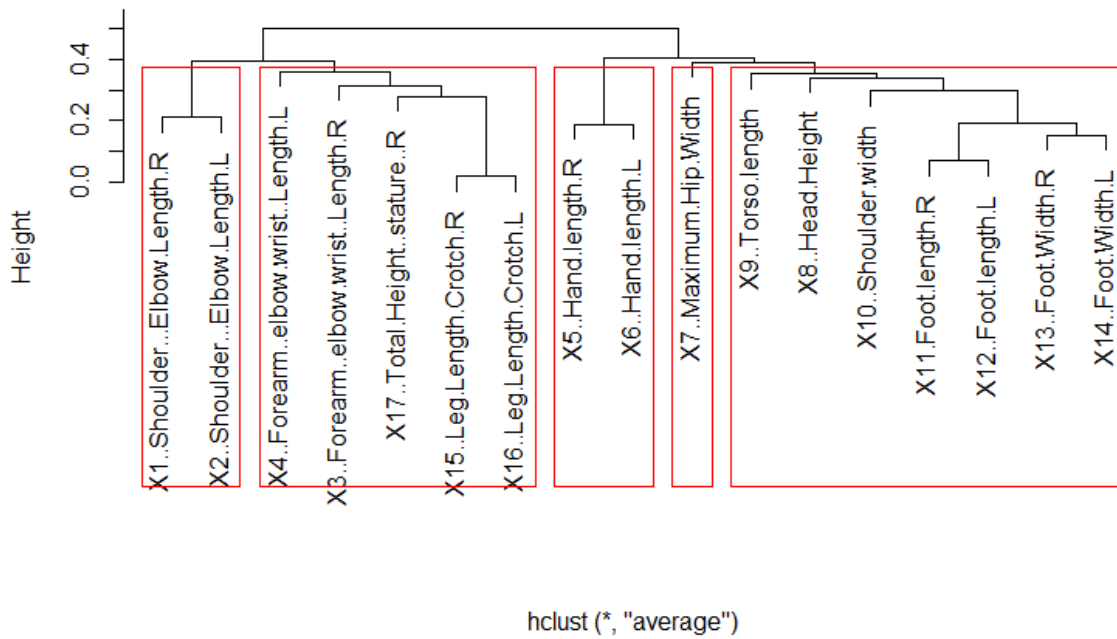 0.4
0.2
0.0
Height
X1..Shoulder...Elbow.Length.R
X2..Shoulder...Elbow.Length.L
X4..Forearm..elbow.wrist..Length.L
X3..Forearm..elbow.wrist..Length.R
X17..Total.Height..stature..R
X15..Leg.Length.Crotch.R
X16..Leg.Length.Crotch.L
X5..Hand.length.R
X6..Hand.length.L
X7..Maximum.Hip.Width
X9..Torso.length
X8..Head.Height
X10..Shoulder.width
X11.Foot.length.R
X12..Foot.length.L
X13..Foot.Width.R
X14..Foot.Width.L
hclust (*, "average")